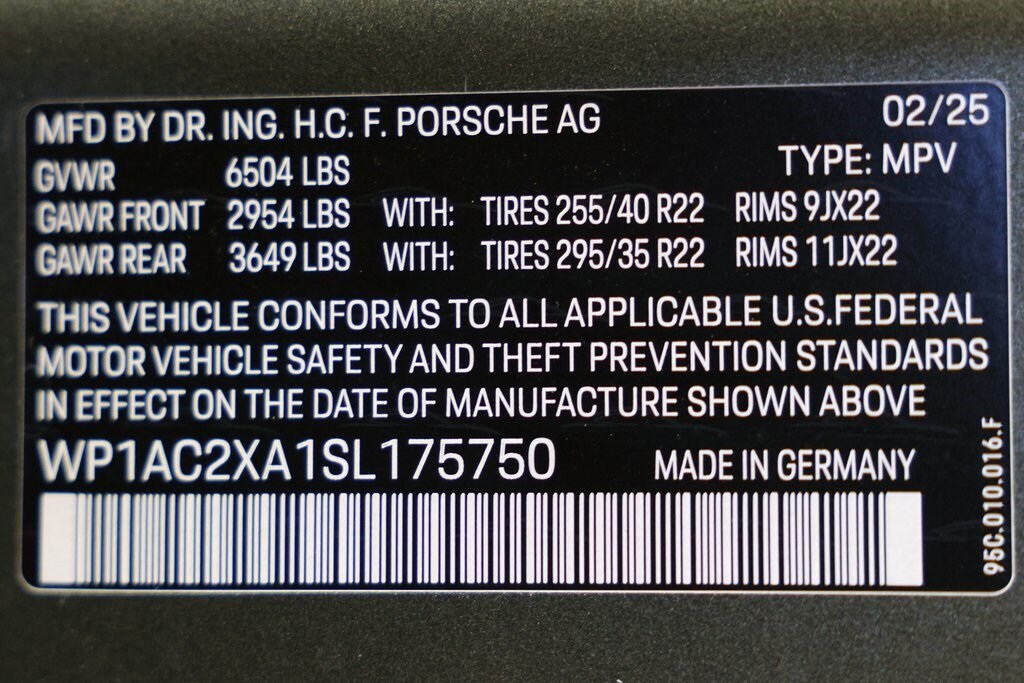 MFD BY DR. ING. H.C. F. PORSCHE AG 02/25
TYPE: MPV
GVWR 6504 LBS
GAWR FRONT 2954 LBS WITH: TIRES 255/40 R22 RIMS 9JX22
GAWR REAR 3649 LBS WITH: TIRES 295/35 R22 RIMS 11JX22
THIS VEHICLE CONFORMS TO ALL APPLICABLE U.S.FEDERAL
MOTOR VEHICLE SAFETY AND THEFT PREVENTION STANDARDS
IN EFFECT ON THE DATE OF MANUFACTURE SHOWN ABOVE
WP1AC2XA1SL175750 MADE IN GERMANY
95C.010.016.F